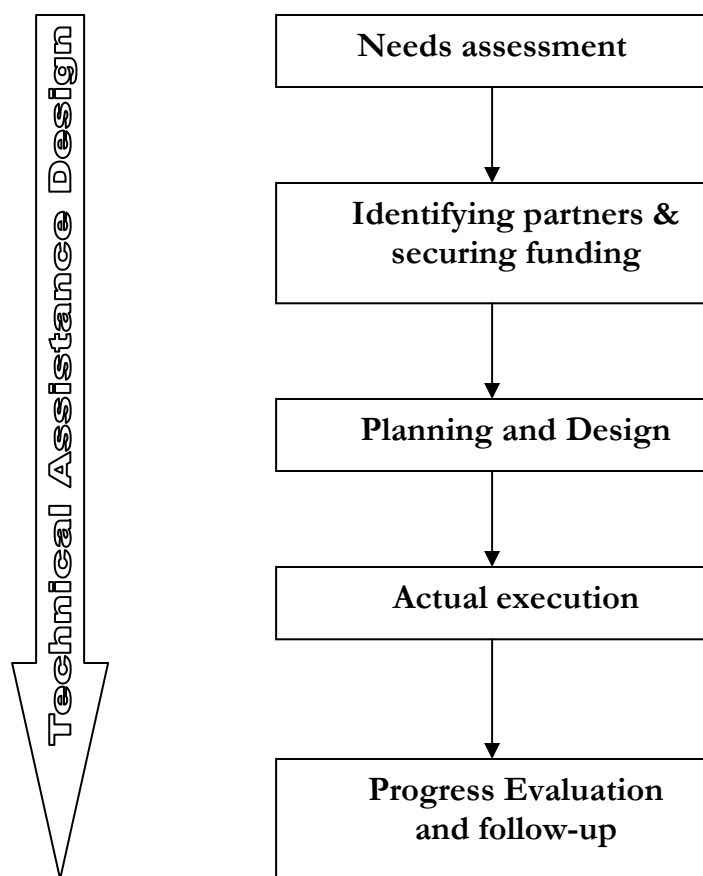 Technical Assistance Design
Needs assessment
Identifying partners &
securing funding
Planning and Design
Actual execution
Progress Evaluation
and follow-up